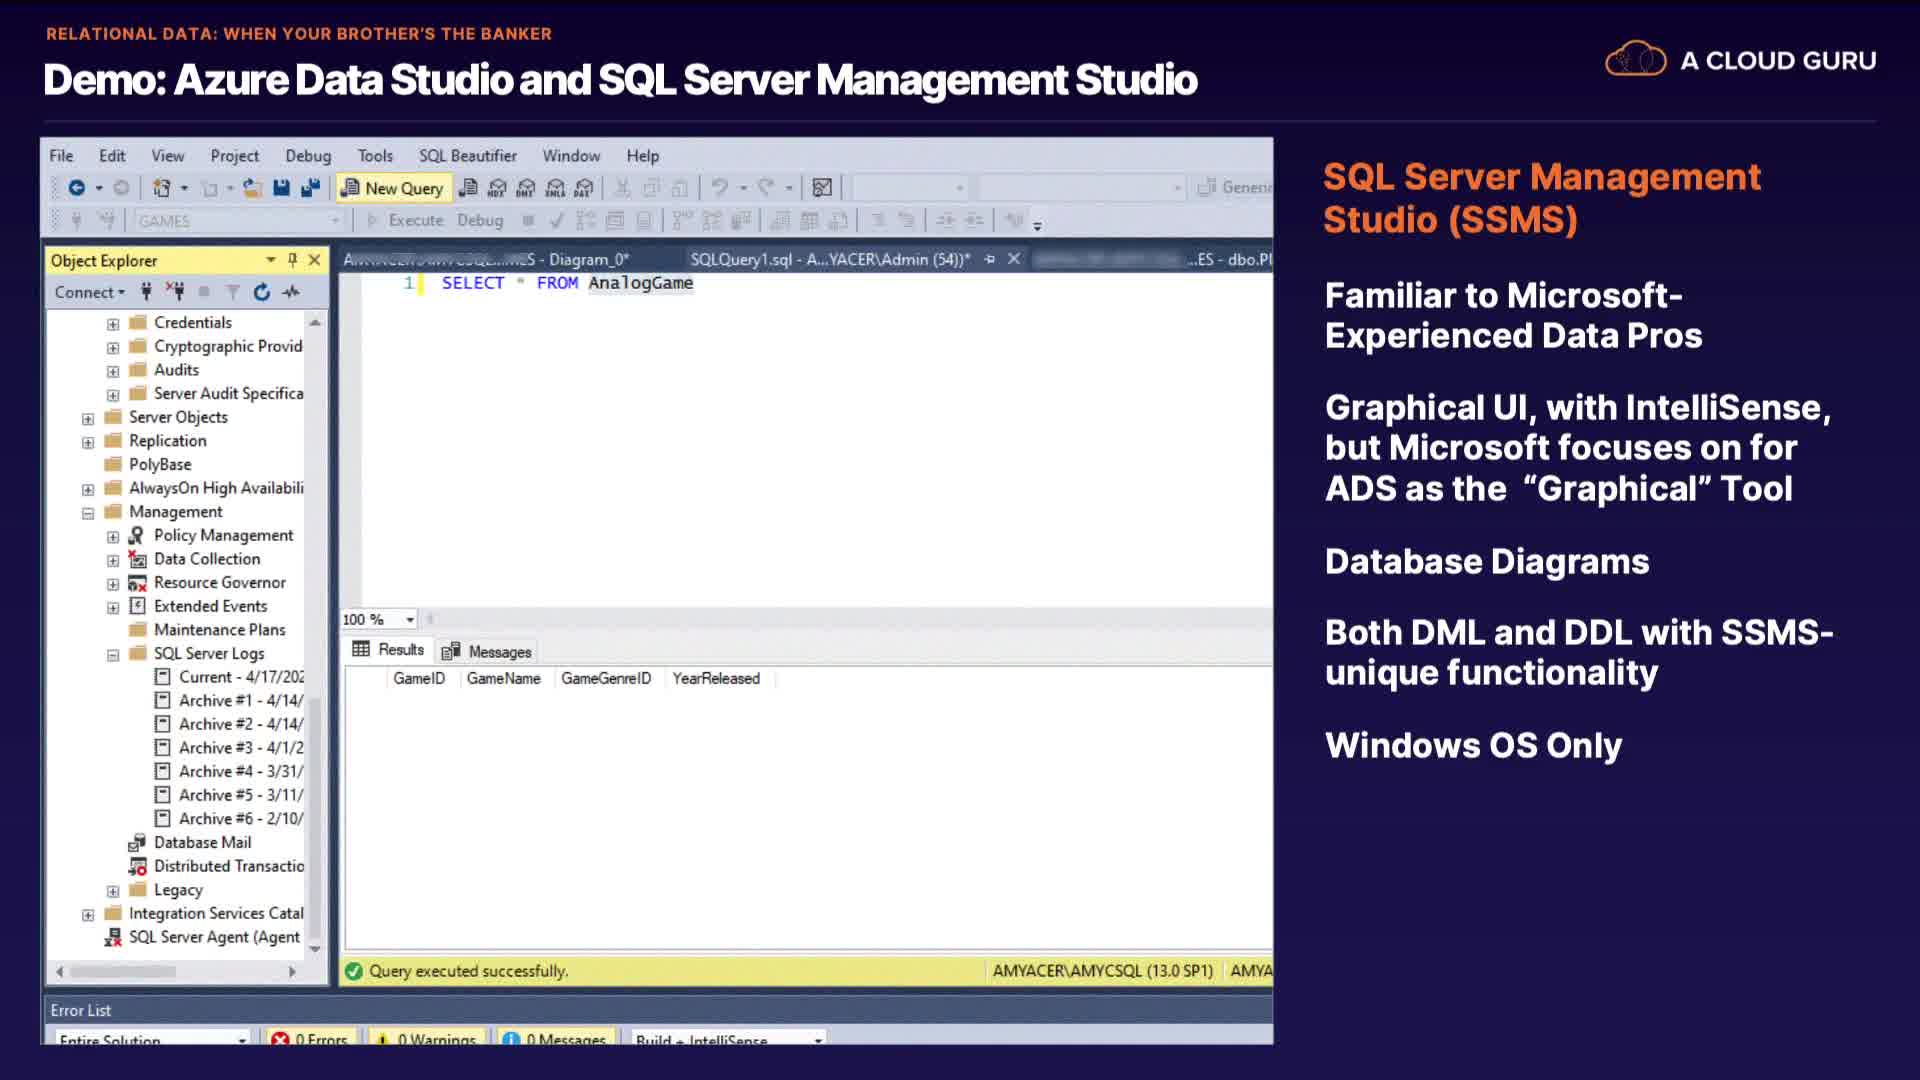 RELATIONAL DATA: WHEN YOUR BROTHER'S THE BANKER
Demo: Azure Data Studio and SQL Server Management Studio
A CLOUD GURU
File Edit View Project Debug Tools SQL Beautifier Window Help
New Query MDX DMX XMLA DAX Generi
GAMES Execute Debug
Object Explorer
S - Diagram_0* SQLQuery1.sql - A...YACER\Admin (54))* ...ES - dbo.Pl
Connect
1 SELECT * FROM AnalogGame
Credentials
Cryptographic Provid
Audits
Server Audit Specifica
Server Objects
Replication
PolyBase
AlwaysOn High Availabili
Management
Policy Management
Data Collection
Resource Governor
Extended Events
Maintenance Plans
SQL Server Logs
Current - 4/17/202
Archive #1 - 4/14/
Archive #2 - 4/14/
Archive #3 - 4/1/2
Archive #4 - 3/31/
Archive #5 - 3/11/
Archive #6 - 2/10/
Database Mail
Distributed Transactio
Legacy
Integration Services Catal
SQL Server Agent (Agent
100 %
Results Messages
GameID GameName GameGenreID YearReleased
Query executed successfully. AMYACER\AMYCSQL (13.0 SP1) AMYA
Error List
Entire Solution 0 Errors 0 Warnings 0 Messages Build + IntelliSense
SQL Server Management
Studio (SSMS)
Familiar to Microsoft-
Experienced Data Pros
Graphical UI, with IntelliSense,
but Microsoft focuses on for
ADS as the “Graphical” Tool
Database Diagrams
Both DML and DDL with SSMS-
unique functionality
Windows OS Only